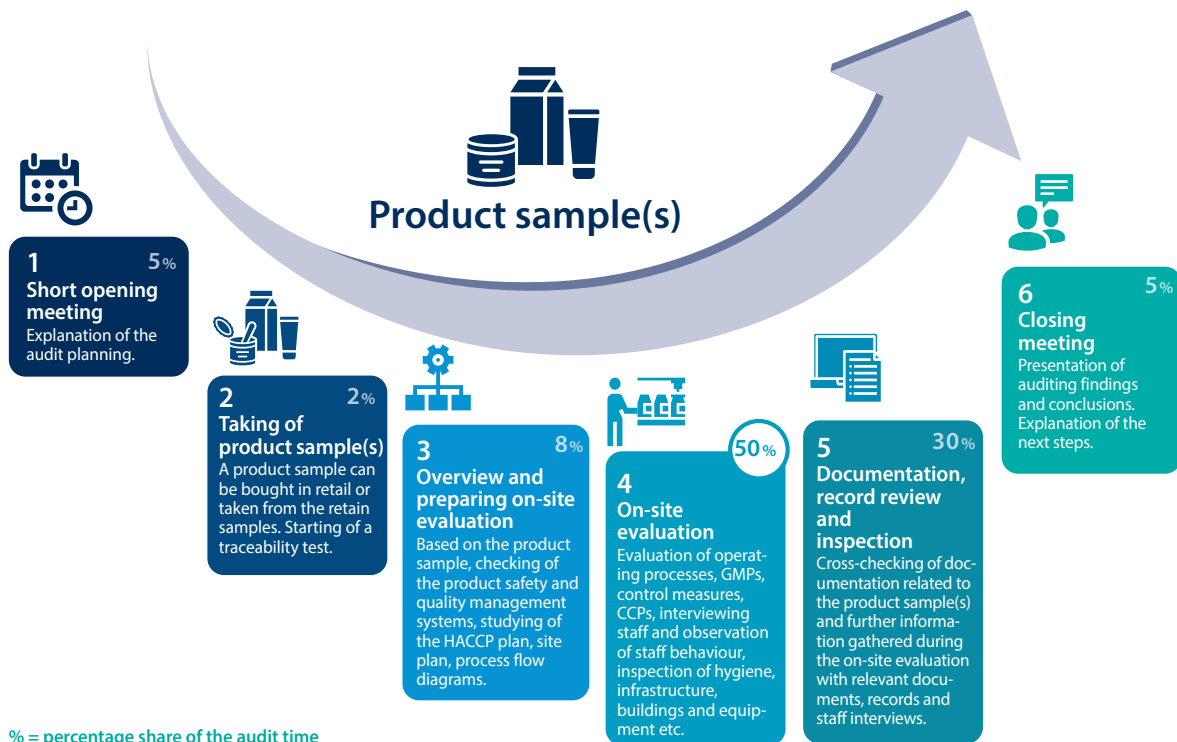 Product sample(s)
1
5%
Short opening
meeting
Explanation of the
audit planning.
2
2%
Taking of
product sample(s)
A product sample can
be bought in retail or
taken from the retain
samples. Starting of a
traceability test.
3
8%
Overview and
preparing on-site
evaluation
Based on the product
sample, checking of
the product safety and
quality management
systems, studying of
the HACCP plan, site
plan, process flow
diagrams.
50%
4
On-site
evaluation
Evaluation of operat-
ing processes, GMPs,
control measures,
CCPs, interviewing
staff and observation
of staff behaviour,
inspection of hygiene,
infrastructure,
buildings and equip-
ment etc.
5
30%
Documentation,
record review
and
inspection
Cross-checking of doc-
umentation related to
the product sample(s)
and further informa-
tion gathered during
the on-site evaluation
with relevant docu-
ments, records and
staff interviews.
6
5%
Closing
meeting
Presentation of
auditing findings
and conclusions.
Explanation of the
next steps.
% = percentage share of the audit time